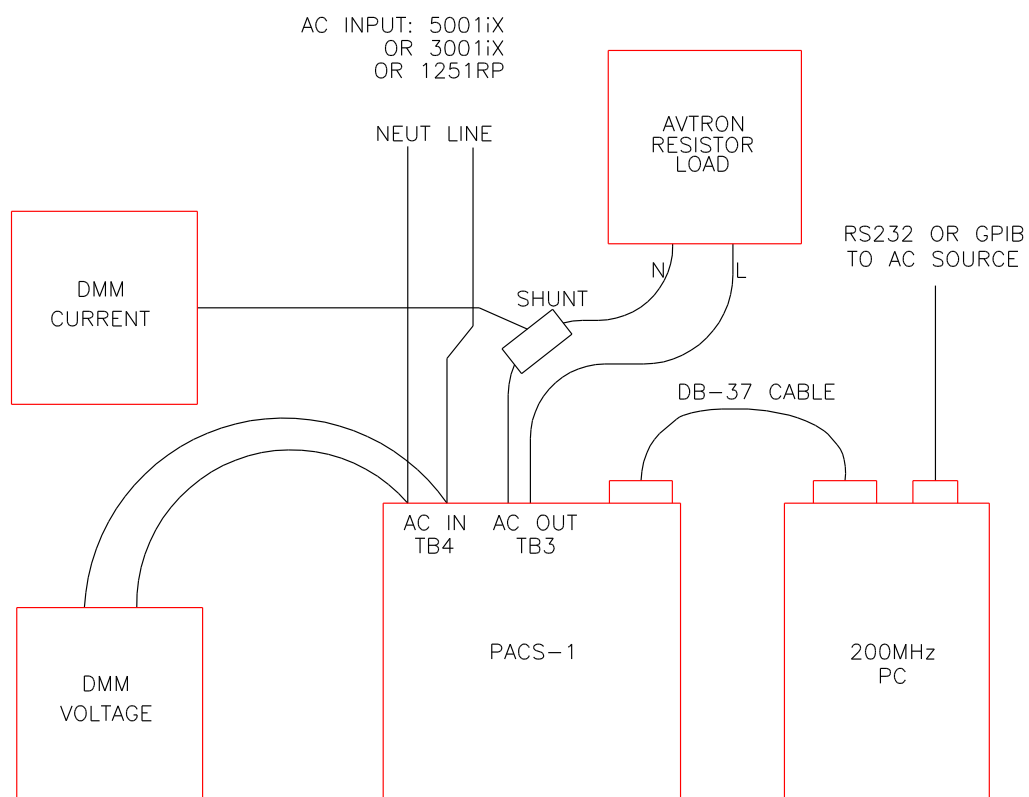 AC INPUT: 5001iX
OR 3001iX
OR 1251RP
NEUT LINE
AVTRON
RESISTOR
LOAD
RS232 OR GPIB
TO AC SOURCE
N
L
DMM
CURRENT
SHUNT
DB-37 CABLE
AC IN
TB4
AC OUT
TB3
PACS-1
200MHz
PC
DMM
VOLTAGE